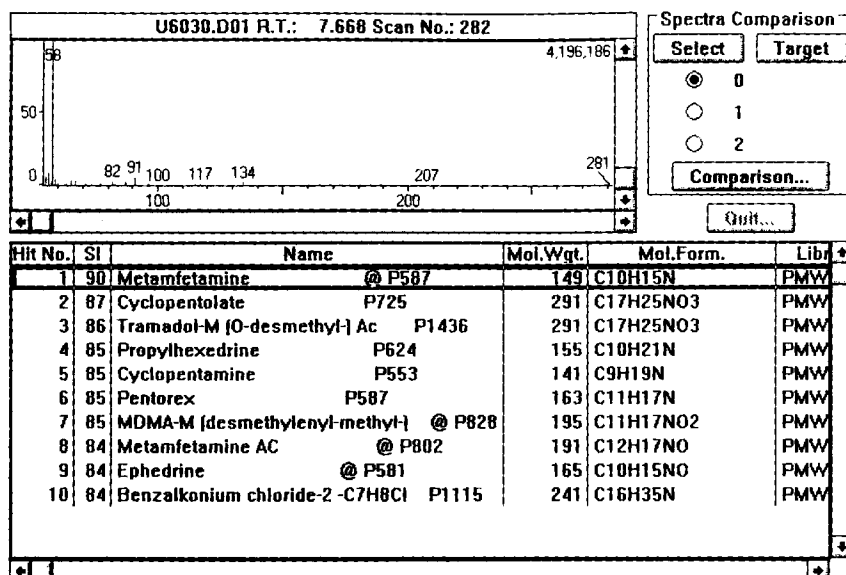 U6030.D01 R.T.: 7.668 Scan No.: 282
58
4,196,186
50
0
82 91 100 117 134 207 281
100 200
Spectra Comparison
Select Target
0
1
2
Comparison...
Quit...
Hit No. SI Name Mol.Wgt. Mol.Form. Libr
1 90 Metamfetamine @ P587 149 C10H15N PMW
2 87 Cyclopentolate P725 291 C17H25NO3 PMW
3 86 Tramadol-M (O-desmethyl-) Ac P1436 291 C17H25NO3 PMW
4 85 Propylhexedrine P624 155 C10H21N PMW
5 85 Cyclopentamine P553 141 C9H19N PMW
6 85 Pentorex P587 163 C11H17N PMW
7 85 MDMA-M (desmethylenyl-methyl-) @ P828 195 C11H17NO2 PMW
8 84 Metamfetamine AC @ P802 191 C12H17NO PMW
9 84 Ephedrine @ P581 165 C10H15NO PMW
10 84 Benzalkonium chloride-2 -C7H8Cl P1115 241 C16H35N PMW